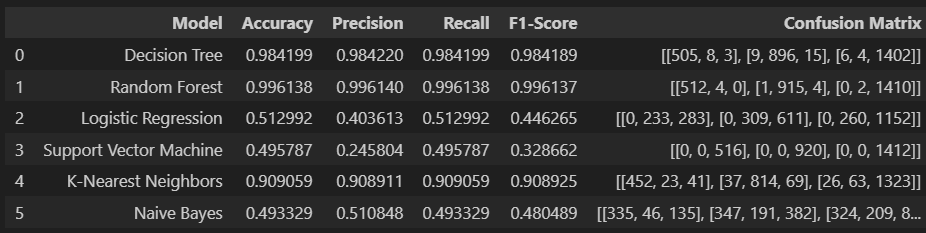 Model Accuracy Precision Recall F1-Score Confusion Matrix
0 Decision Tree 0.984199 0.984220 0.984199 0.984189 [[505, 8, 3], [9, 896, 15], [6, 4, 1402]]
1 Random Forest 0.996138 0.996140 0.996138 0.996137 [[512, 4, 0], [1, 915, 4], [0, 2, 1410]]
2 Logistic Regression 0.512992 0.403613 0.512992 0.446265 [[0, 233, 283], [0, 309, 611], [0, 260, 1152]]
3 Support Vector Machine 0.495787 0.245804 0.495787 0.328662 [[0, 0, 516], [0, 0, 920], [0, 0, 1412]]
4 K-Nearest Neighbors 0.909059 0.908911 0.909059 0.908925 [[452, 23, 41], [37, 814, 69], [26, 63, 1323]]
5 Naive Bayes 0.493329 0.510848 0.493329 0.480489 [[335, 46, 135], [347, 191, 382], [324, 209, 8...